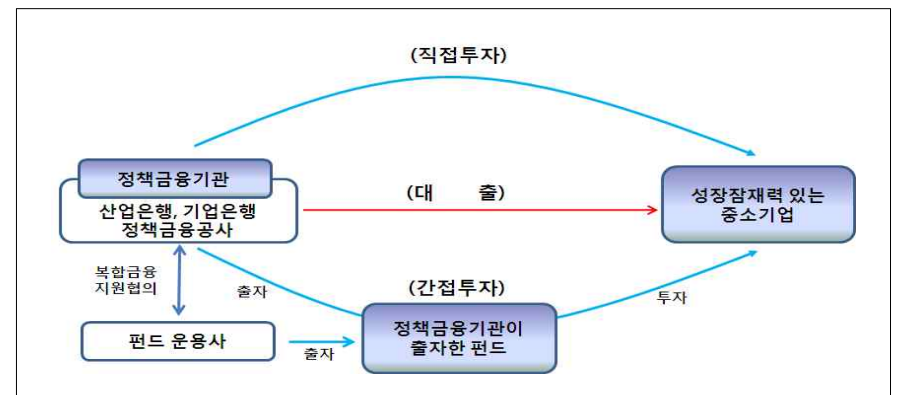 (직접투자)
정책금융기관
산업은행, 기업은행
정책금융공사
(대 출)
성장잠재력 있는
중소기업
복합금융
지원협의
출자
(간접투자)
투자
펀드 운용사
출자
정책금융기관이
출자한 펀드